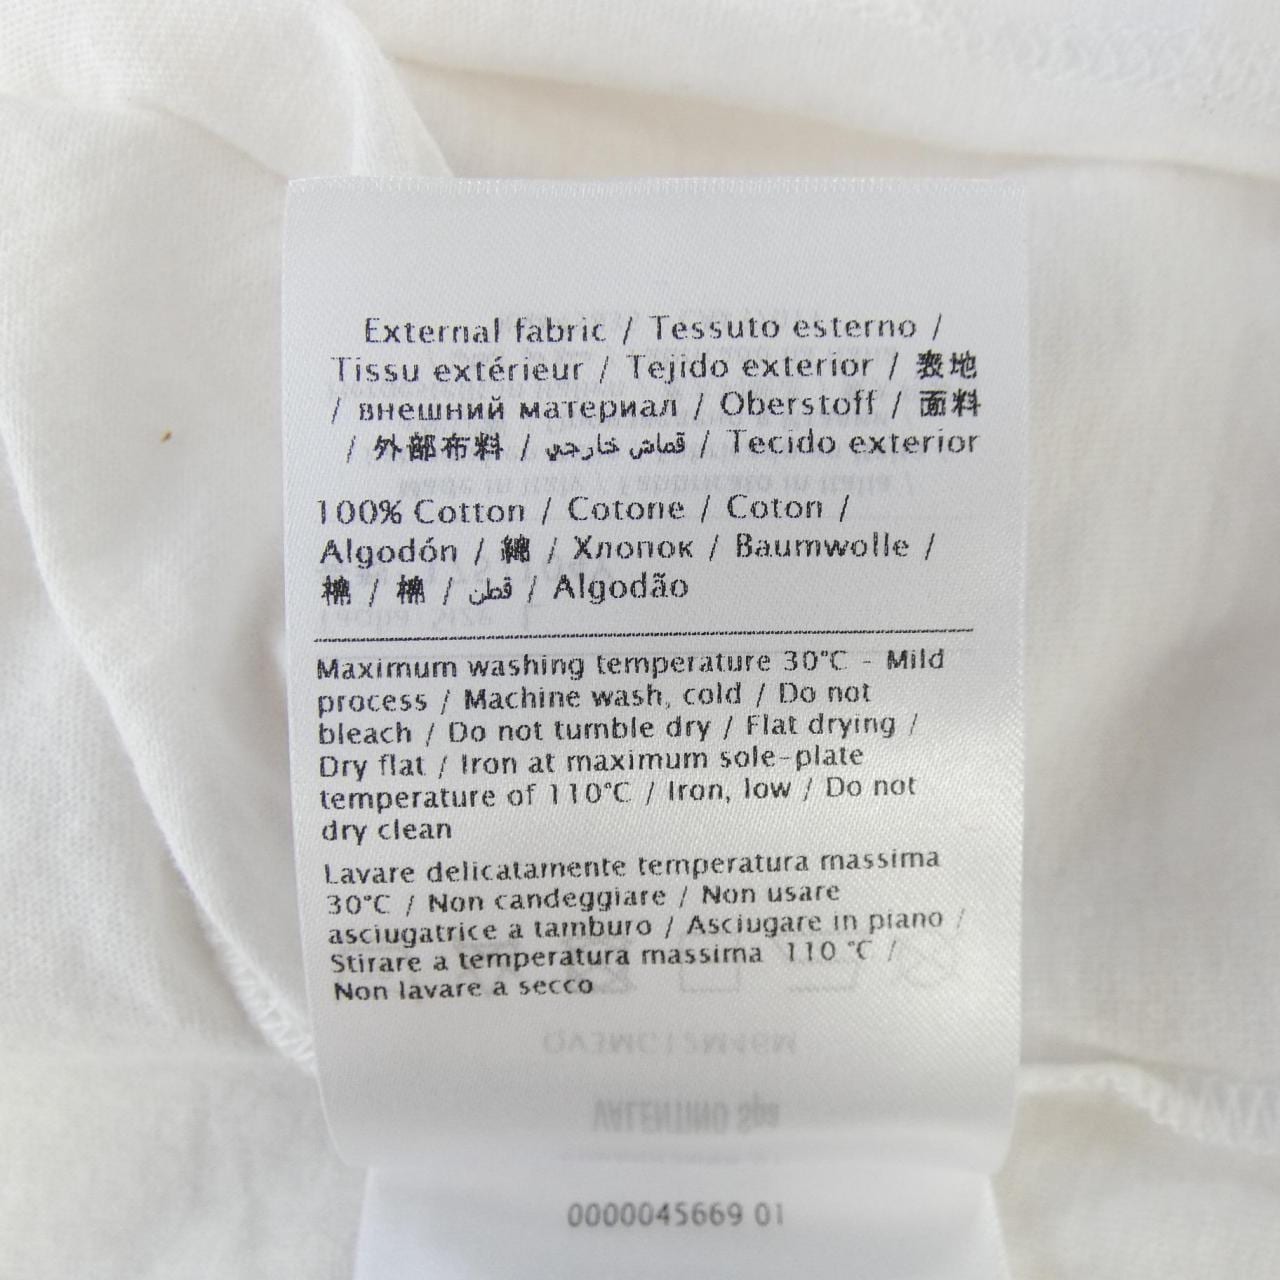 External fabric / Tessuto esterno /
Tissu extérieur / Tejido exterior / 表地
/ внешний материал / Oberstoff / 面料
/ 外部布料 / قماش خارجي / Tecido exterior
100% Cotton / Cotone / Coton /
Algodón / 綿 / Хлопок / Baumwolle /
棉 / 棉 / قطن / Algodão
Maximum washing temperature 30°C - Mild
process / Machine wash, cold / Do not
bleach / Do not tumble dry / Flat drying /
Dry flat / Iron at maximum sole-plate
temperature of 110°C / Iron, low / Do not
dry clean
Lavare delicatamente temperatura massima
30°C / Non candeggiare / Non usare
asciugatrice a tamburo / Asciugare in piano /
Stirare a temperatura massima 110 °C /
Non lavare a secco
QV3MG12M46M
VALENTINO Spa
0000045669 01